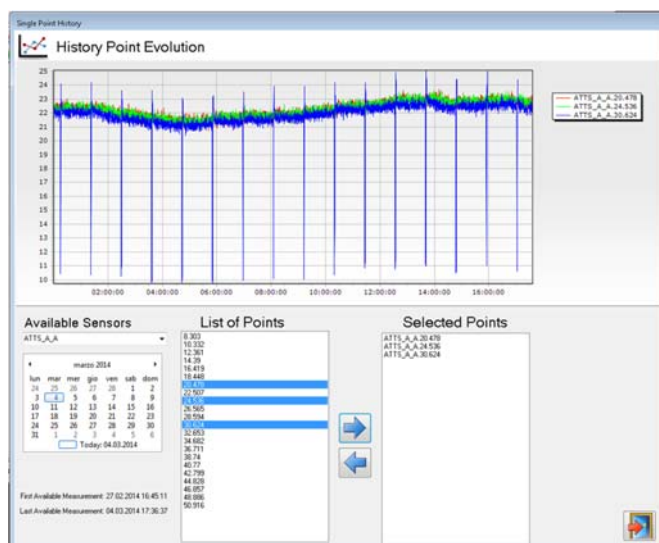 Single Point History
History Point Evolution
25
24
23
22
21
20
19
18
17
16
15
14
13
12
11
10
02:00:00 04:00:00 06:00:00 08:00:00 10:00:00 12:00:00 14:00:00 16:00:00
ATTS_A_A.20.478
ATTS_A_A.24.536
ATTS_A_A.30.624
Available Sensors
ATTS_A_A
marzo 2014
lun mar mer gio ven sab dom
24 25 26 27 28 1 2
3 4 5 6 7 8 9
10 11 12 13 14 15 16
17 18 19 20 21 22 23
24 25 26 27 28 29 30
31 1 2 3 4 5 6
Today: 04.03.2014
First Available Measurement: 27.02.2014 16:45:11
Last Available Measurement: 04.03.2014 17:36:37
List of Points
8.303
10.332
12.361
14.39
16.419
18.448
20.478
22.507
24.536
26.565
28.594
30.624
32.653
34.682
36.711
38.74
40.77
42.799
44.828
46.857
48.886
50.916
Selected Points
ATTS_A_A.20.478
ATTS_A_A.24.536
ATTS_A_A.30.624